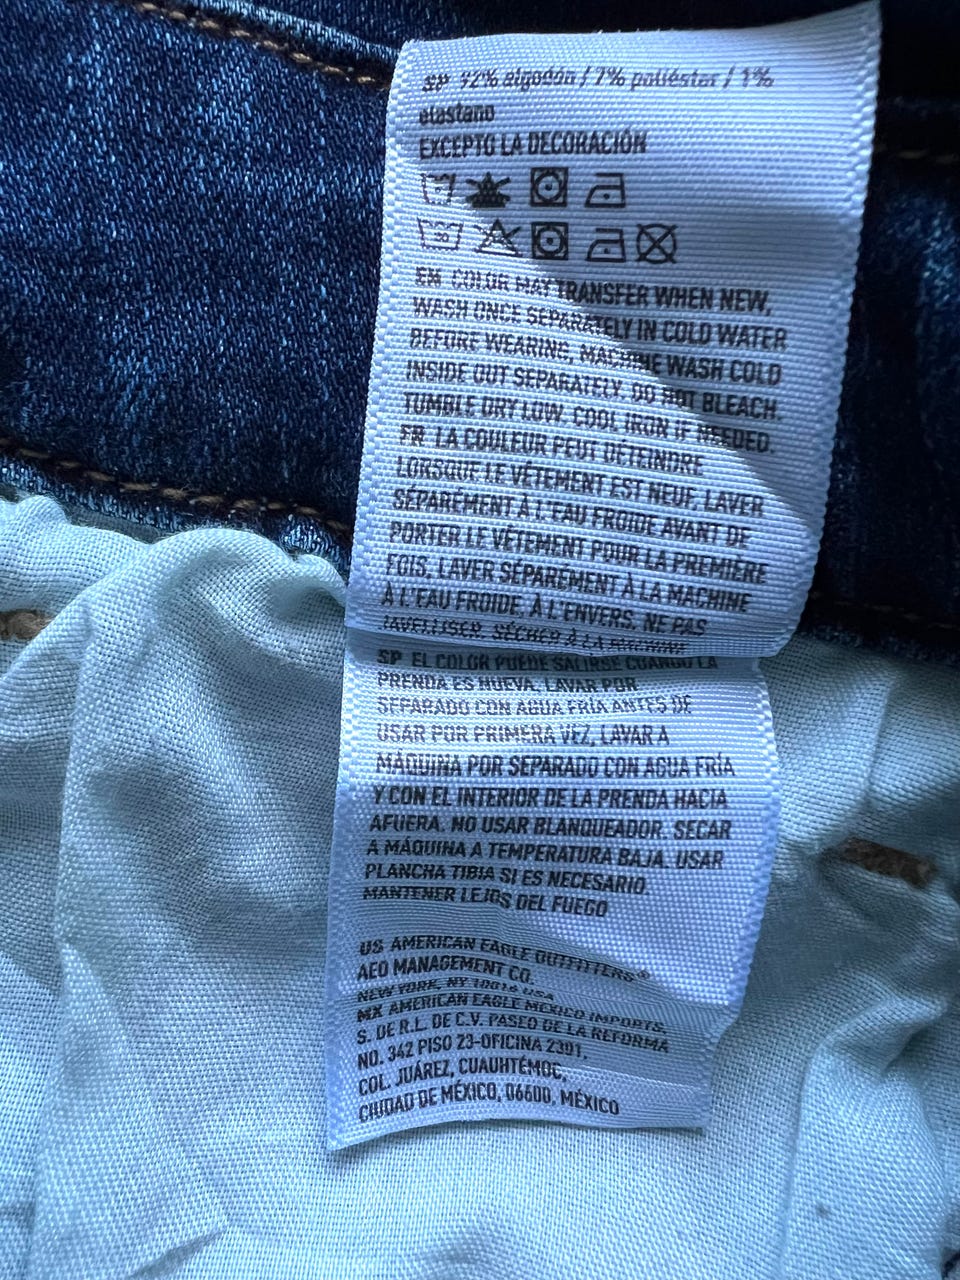 SP 92% algodón / 7% poliéster / 1%
elastano
EXCEPTO LA DECORACIÓN
EN COLOR MAY TRANSFER WHEN NEW,
WASH ONCE SEPARATELY IN COLD WATER
BEFORE WEARING, MACHINE WASH COLD
INSIDE OUT SEPARATELY. DO NOT BLEACH.
TUMBLE DRY LOW. COOL IRON IF NEEDED.
FR LA COULEUR PEUT DÉTEINDRE
LORSQUE LE VÊTEMENT EST NEUF, LAVER
SÉPARÉMENT À L'EAU FROIDE AVANT DE
PORTER LE VÊTEMENT POUR LA PREMIÈRE
FOIS, LAVER SÉPARÉMENT À LA MACHINE
À L'EAU FROIDE, À L'ENVERS. NE PAS
JAVELLISER. SÉCHER À LA MACHINE
SP EL COLOR PUEDE SALIRSE CUANDO LA
PRENDA ES NUEVA, LAVAR POR
SEPARADO CON AGUA FRÍA ANTES DE
USAR POR PRIMERA VEZ, LAVAR A
MÁQUINA POR SEPARADO CON AGUA FRÍA
Y CON EL INTERIOR DE LA PRENDA HACIA
AFUERA. NO USAR BLANQUEADOR. SECAR
A MÁQUINA A TEMPERATURA BAJA. USAR
PLANCHA TIBIA SI ES NECESARIO.
MANTENER LEJOS DEL FUEGO
US AMERICAN EAGLE OUTFITTERS®
AEO MANAGEMENT CO.
NEW YORK, NY 10016 USA
MX AMERICAN EAGLE MEXICO IMPORTS,
S. DE R.L. DE C.V. PASEO DE LA REFORMA
NO. 342 PISO 23-OFICINA 2301,
COL. JUÁREZ, CUAUHTÉMOC,
CIUDAD DE MÉXICO, 06600, MÉXICO